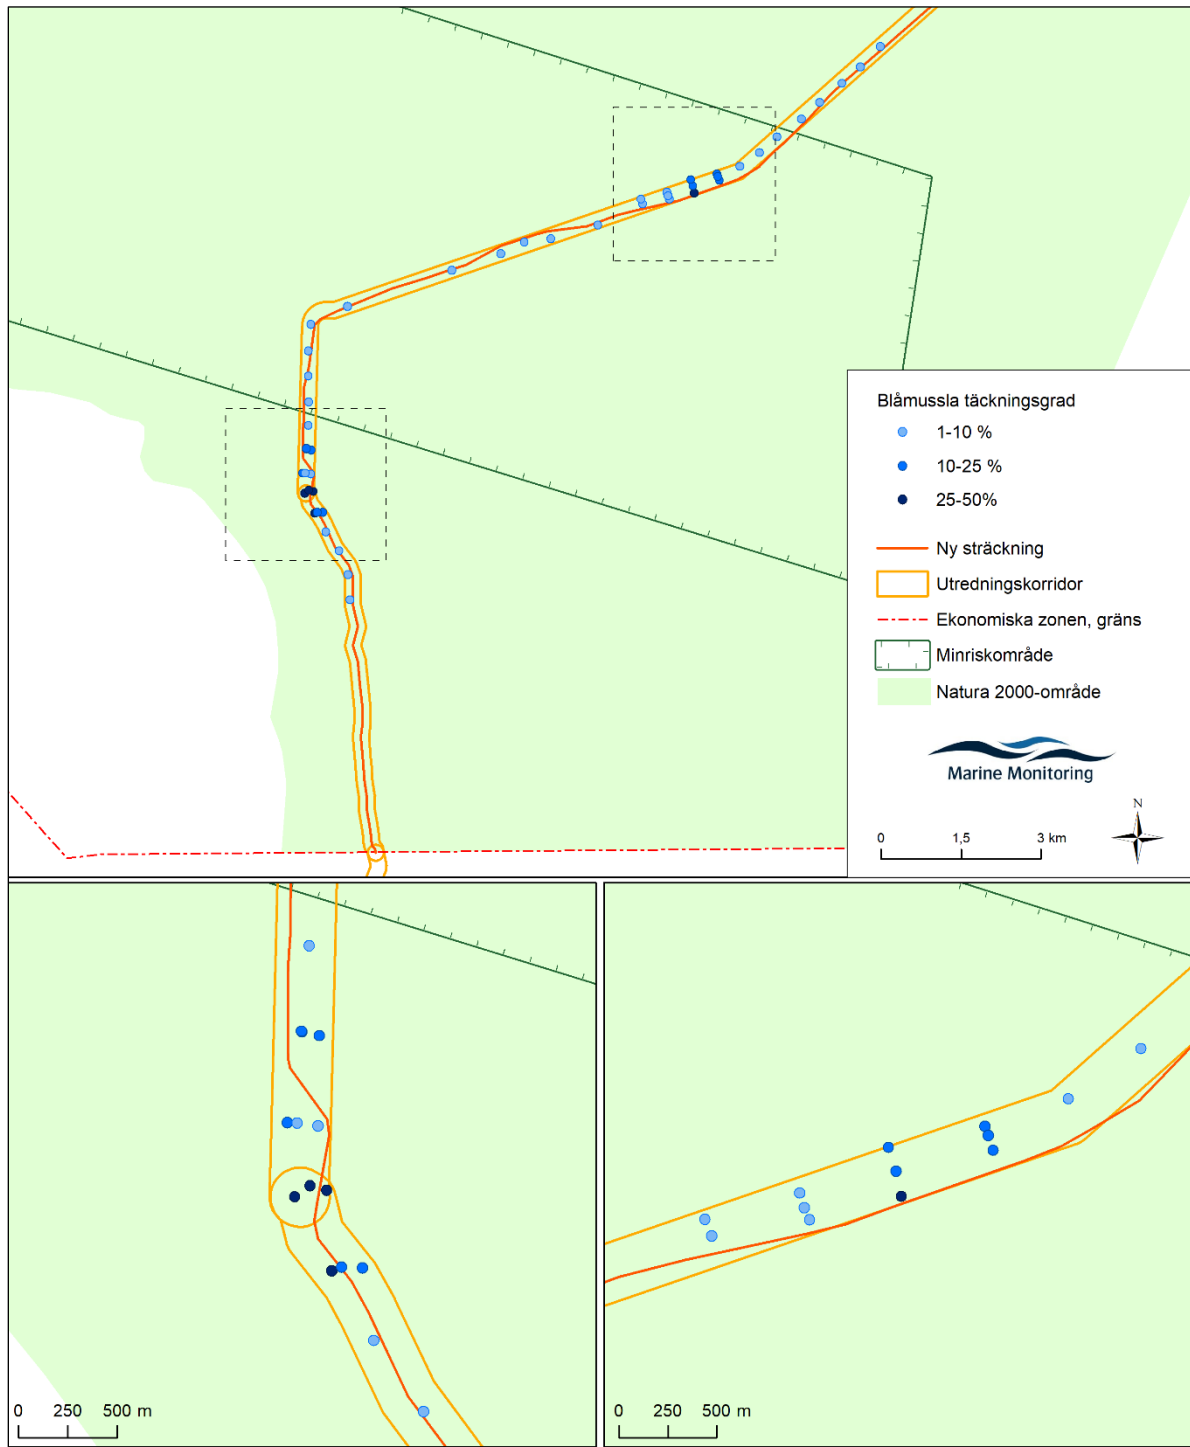 Blåmussla täckningsgrad
1-10 %
10-25 %
25-50%
Ny sträckning
Utredningskorridor
Ekonomiska zonen, gräns
Minriskområde
Natura 2000-område
Marine Monitoring
N
0 1,5 3 km
0 250 500 m
0 250 500 m